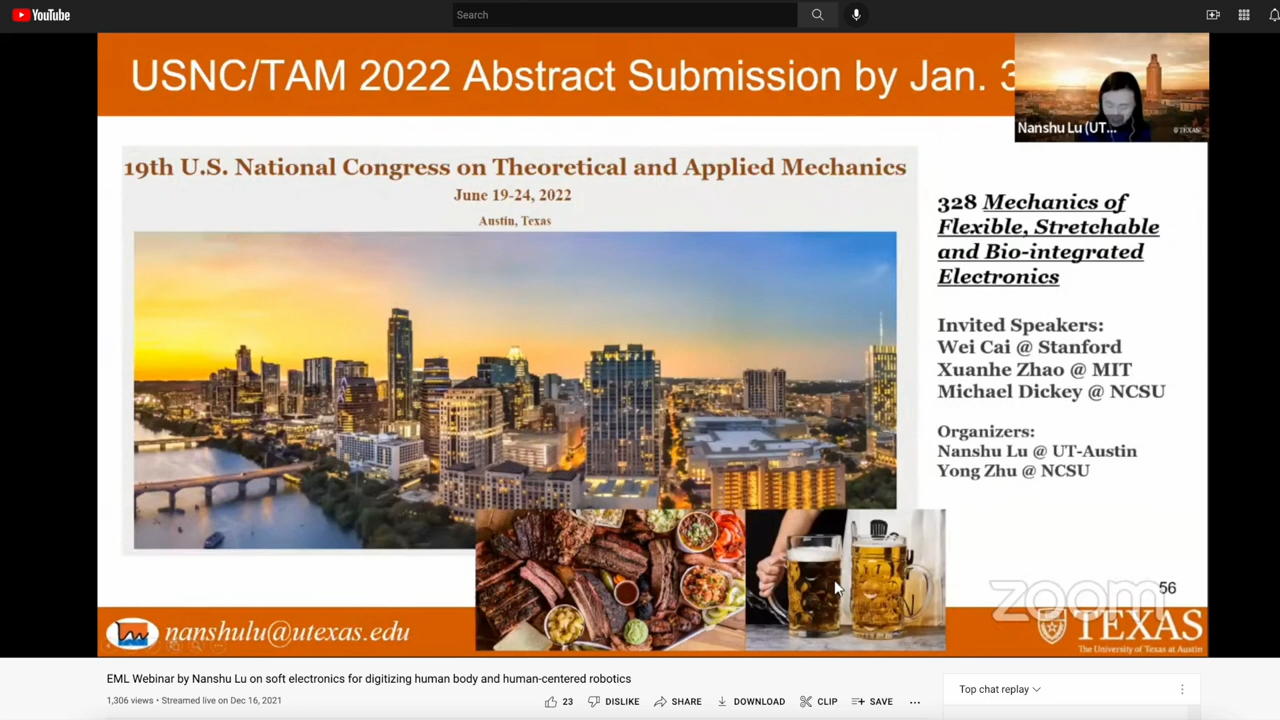 YouTube
Search
USNC/TAM 2022 Abstract Submission by Jan.
Nanshu Lu (UT...
TEXAS
19th U.S. National Congress on Theoretical and Applied Mechanics
June 19-24, 2022
Austin, Texas
328 Mechanics of
Flexible, Stretchable
and Bio-integrated
Electronics
Invited Speakers:
Wei Cai @ Stanford
Xuanhe Zhao @ MIT
Michael Dickey @ NCSU
Organizers:
Nanshu Lu @ UT-Austin
Yong Zhu @ NCSU
zoom
56
nanshulu@utexas.edu
TEXAS
The University of Texas at Austin
EML Webinar by Nanshu Lu on soft electronics for digitizing human body and human-centered robotics
1,306 views • Streamed live on Dec 16, 2021
23 DISLIKE SHARE DOWNLOAD CLIP SAVE ...
Top chat replay